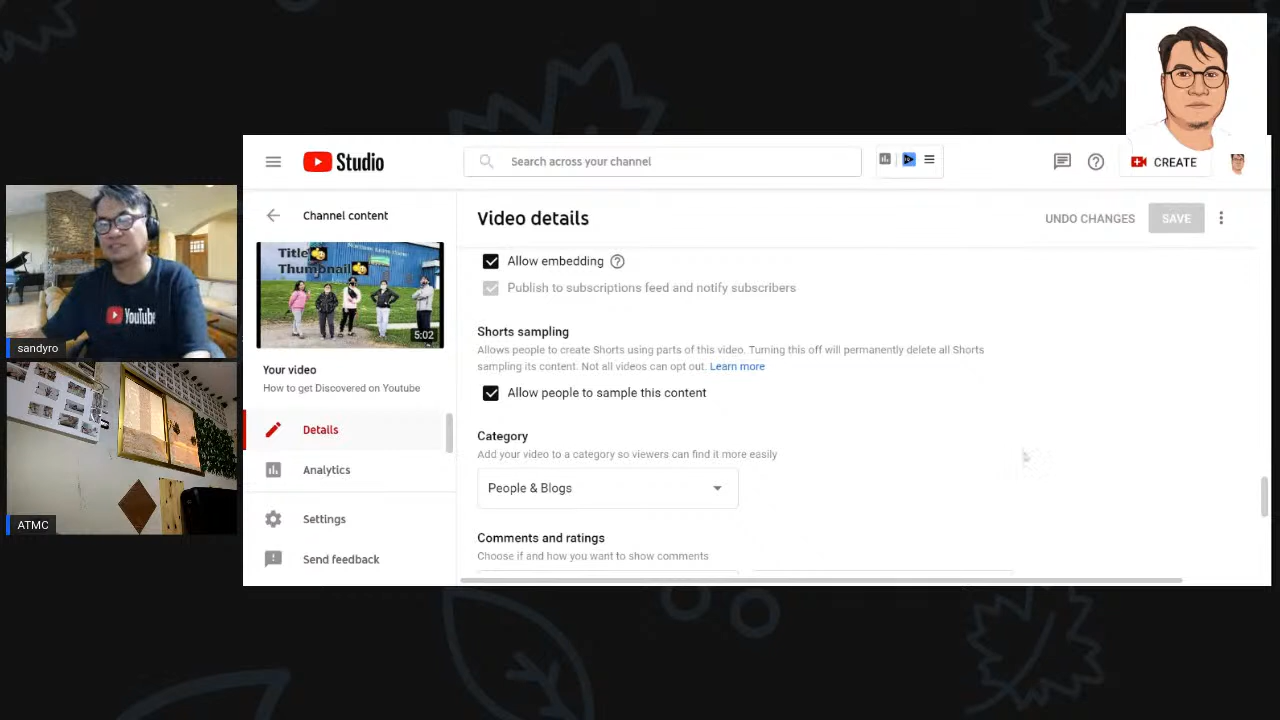 Studio
Search across your channel
CREATE
Channel content
Video details
UNDO CHANGES
SAVE
Title
Thumbnail
5:02
Your video
How to get Discovered on Youtube
Details
Analytics
Settings
Send feedback
Allow embedding
Publish to subscriptions feed and notify subscribers
Shorts sampling
Allows people to create Shorts using parts of this video. Turning this off will permanently delete all Shorts
sampling its content. Not all videos can opt out. Learn more
Allow people to sample this content
Category
Add your video to a category so viewers can find it more easily
People & Blogs
Comments and ratings
Choose if and how you want to show comments
YouTube
sandyro
ATMC